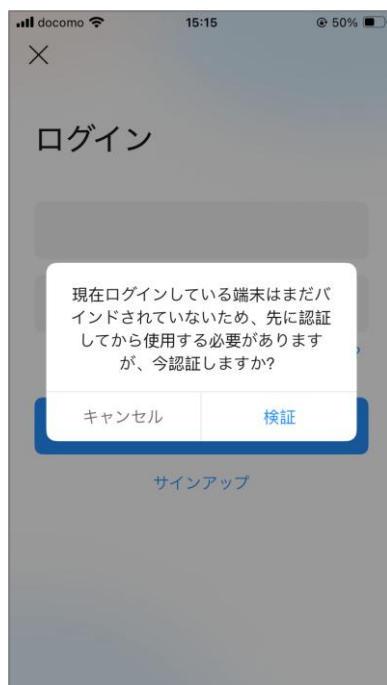 docomo 15:15 50%
ログイン
現在ログインしている端末はまだバ
インドされていないため、先に認証
してから使用する必要があります
が、今認証しますか?
キャンセル 検証
サインアップ